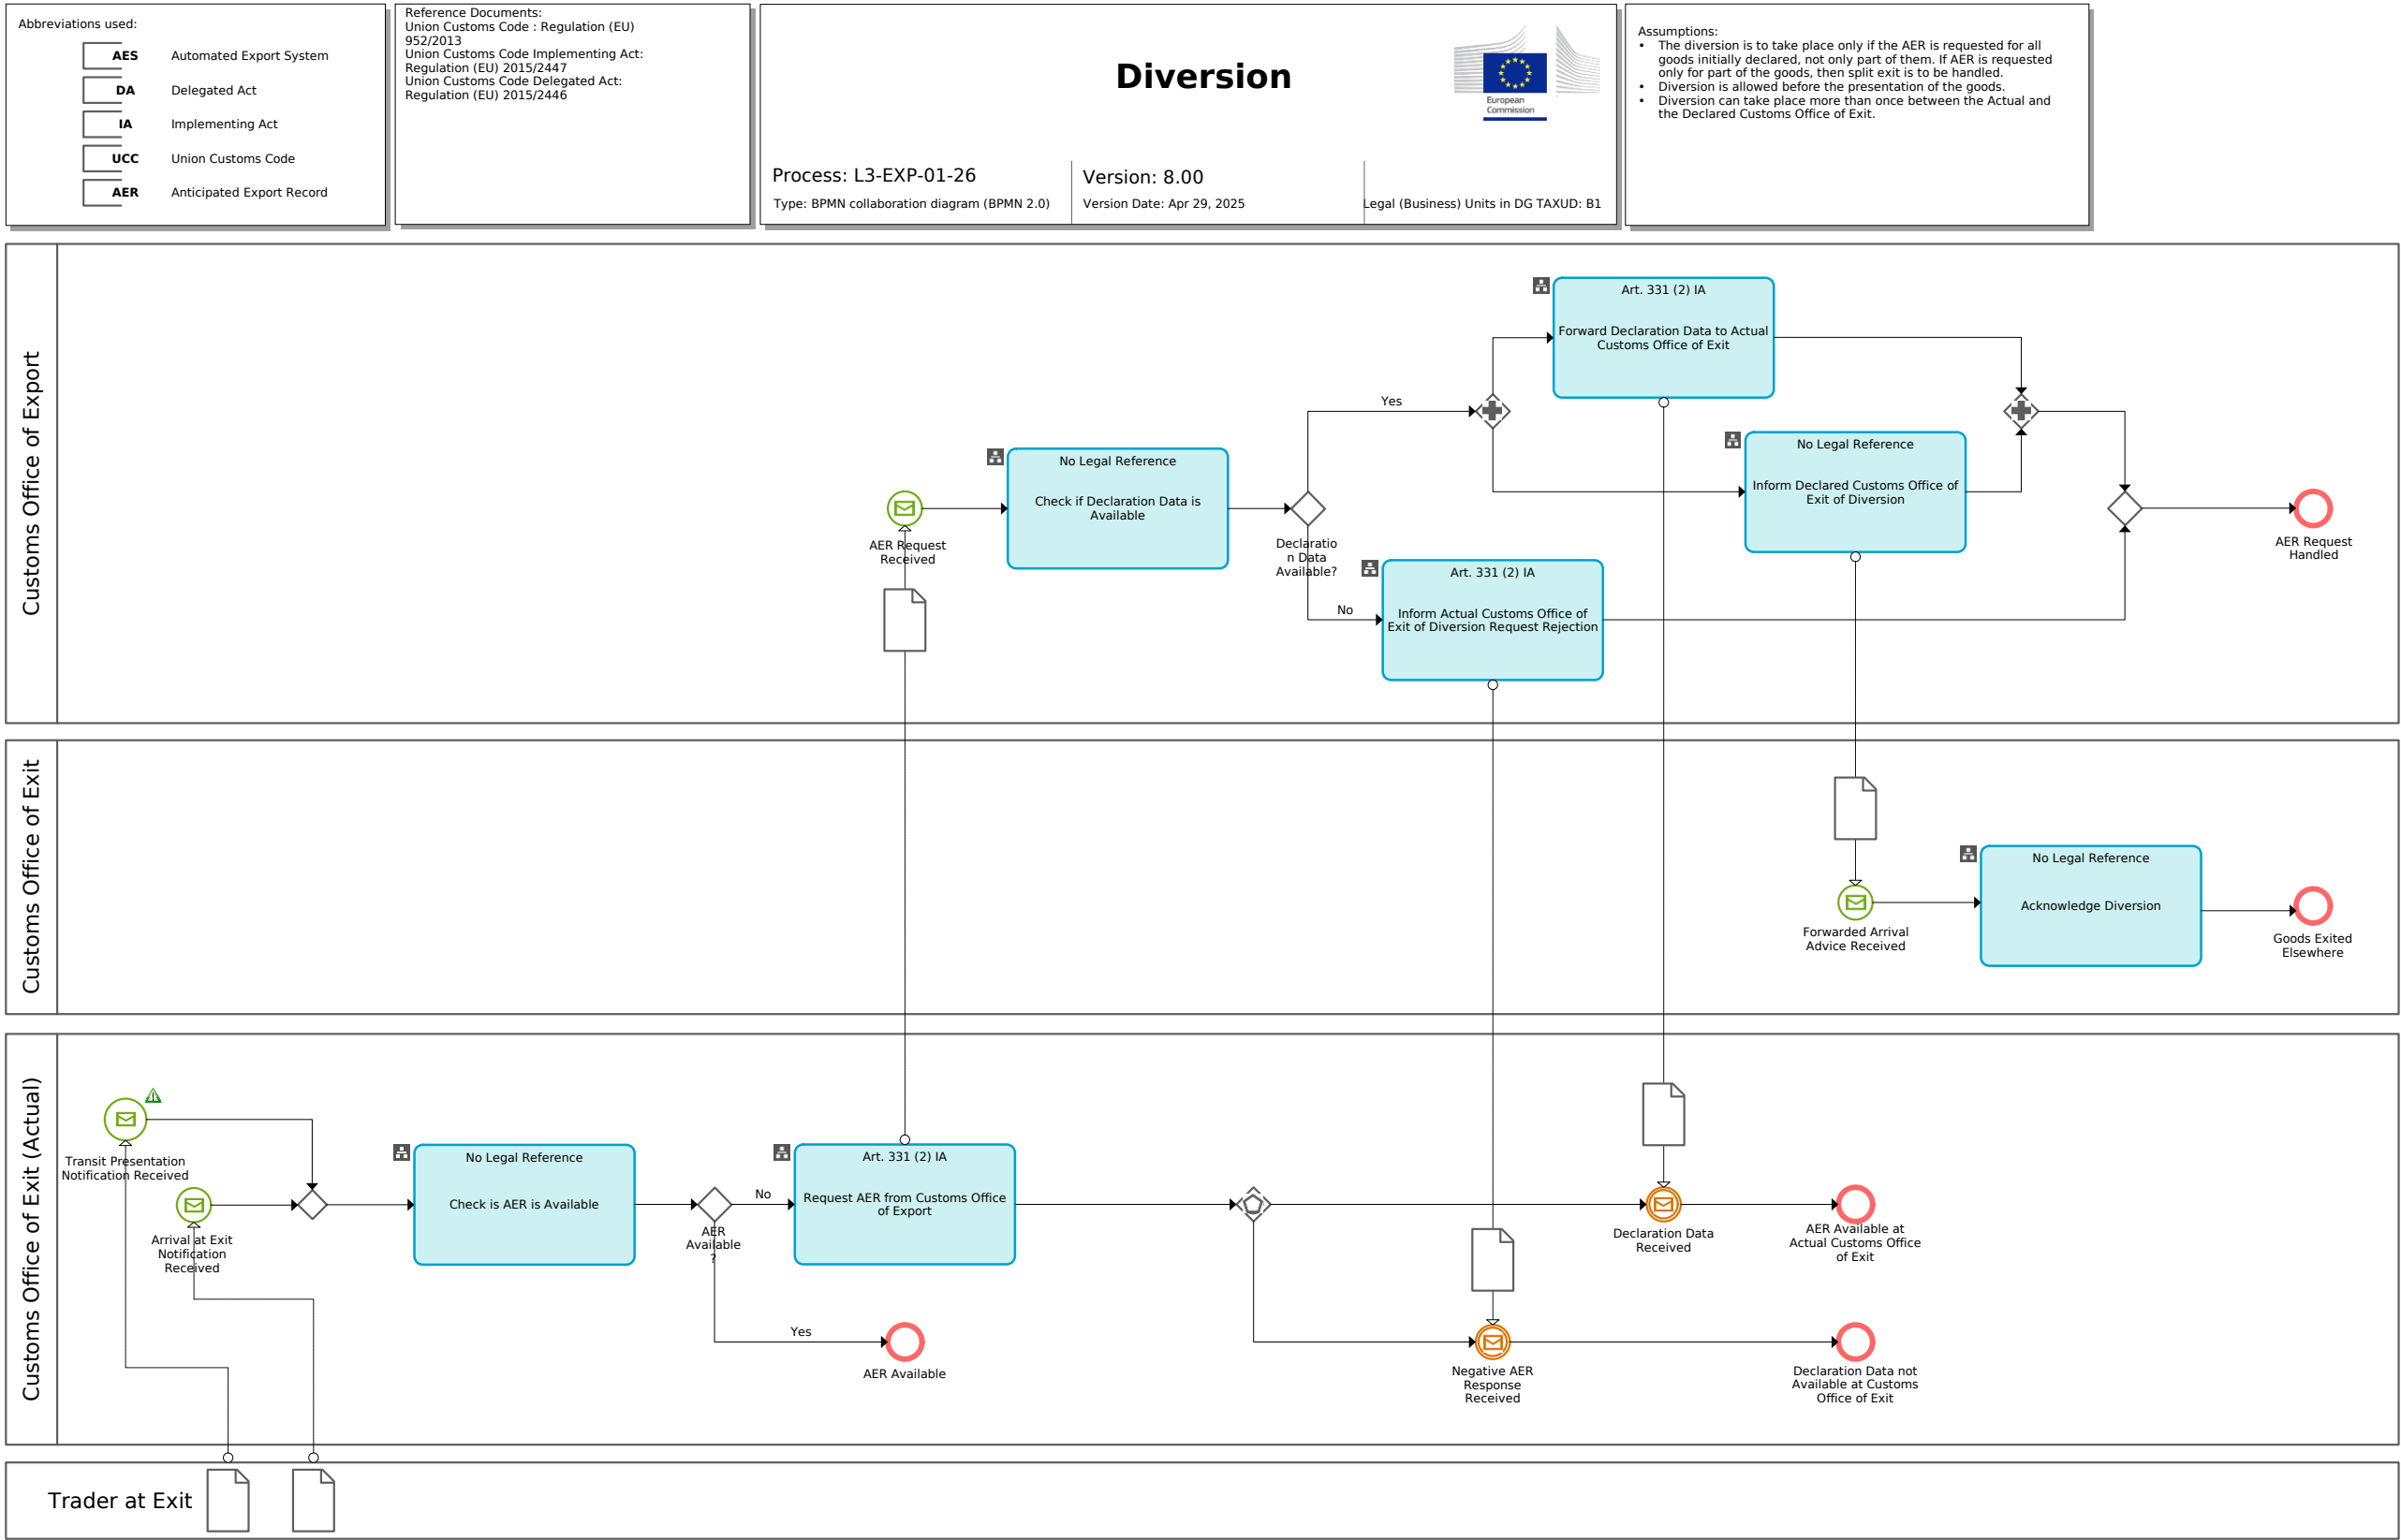 Abbreviations used:
AES Automated Export System
DA Delegated Act
IA Implementing Act
UCC Union Customs Code
AER Anticipated Export Record
Reference Documents:
Union Customs Code : Regulation (EU)
952/2013
Union Customs Code Implementing Act:
Regulation (EU) 2015/2447
Union Customs Code Delegated Act:
Regulation (EU) 2015/2446
Diversion
European
Commission
Process: L3-EXP-01-26
Type: BPMN collaboration diagram (BPMN 2.0)
Version: 8.00
Version Date: Apr 29, 2025
Legal (Business) Units in DG TAXUD: B1
Assumptions:
• The diversion is to take place only if the AER is requested for all
goods initially declared, not only part of them. If AER is requested
only for part of the goods, then split exit is to be handled.
• Diversion is allowed before the presentation of the goods.
• Diversion can take place more than once between the Actual and
the Declared Customs Office of Exit.
Customs Office of Export
AER Request
Received
No Legal Reference
Check if Declaration Data is
Available
Declaratio
n Data
Available?
Yes
No
Art. 331 (2) IA
Forward Declaration Data to Actual
Customs Office of Exit
No Legal Reference
Inform Declared Customs Office of
Exit of Diversion
Art. 331 (2) IA
Inform Actual Customs Office of
Exit of Diversion Request Rejection
AER Request
Handled
Customs Office of Exit
Forwarded Arrival
Advice Received
No Legal Reference
Acknowledge Diversion
Goods Exited
Elsewhere
Customs Office of Exit (Actual)
Transit Presentation
Notification Received
Arrival at Exit
Notification
Received
No Legal Reference
Check is AER is Available
AER
Available
?
No
Yes
Art. 331 (2) IA
Request AER from Customs Office
of Export
AER Available
Declaration Data
Received
AER Available at
Actual Customs Office
of Exit
Negative AER
Response
Received
Declaration Data not
Available at Customs
Office of Exit
Trader at Exit